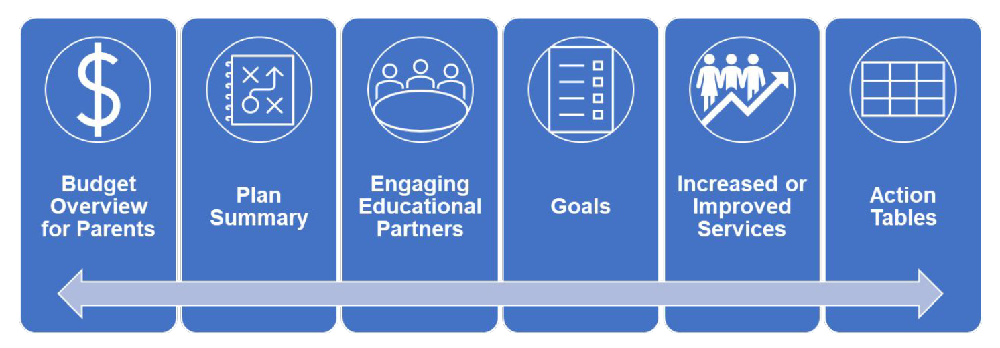 Budget
Overview
for Parents
Plan
Summary
Engaging
Educational
Partners
Goals
Increased or
Improved
Services
Action
Tables